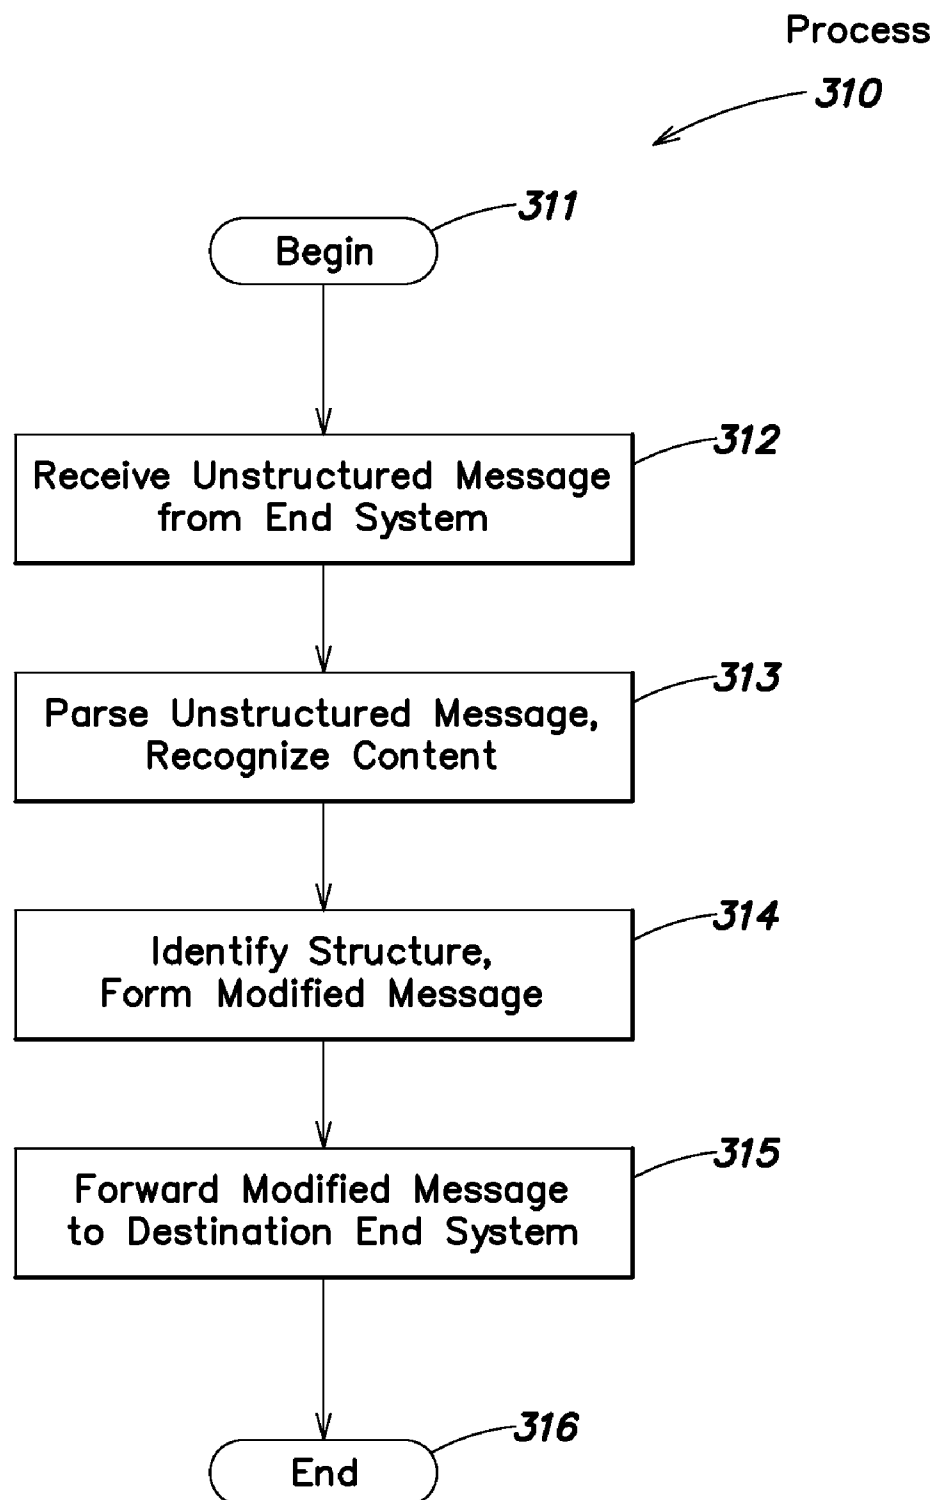 Process
310
311
Begin
312
Receive Unstructured Message
from End System
313
Parse Unstructured Message,
Recognize Content
314
Identify Structure,
Form Modified Message
315
Forward Modified Message
to Destination End System
316
End